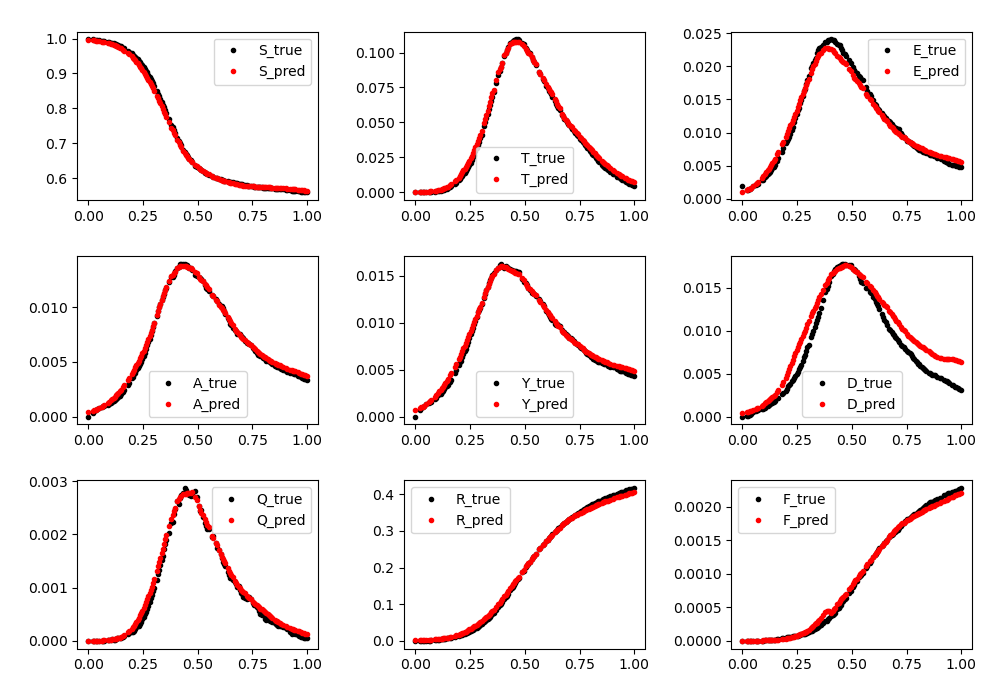 1.0
0.9
0.8
0.7
0.6
S_true
S_pred
0.00 0.25 0.50 0.75 1.00
0.100
0.075
0.050
0.025
0.000
T_true
T_pred
0.00 0.25 0.50 0.75 1.00
0.025
0.020
0.015
0.010
0.005
0.000
E_true
E_pred
0.00 0.25 0.50 0.75 1.00
0.010
0.005
0.000
A_true
A_pred
0.00 0.25 0.50 0.75 1.00
0.015
0.010
0.005
0.000
Y_true
Y_pred
0.00 0.25 0.50 0.75 1.00
0.015
0.010
0.005
0.000
D_true
D_pred
0.00 0.25 0.50 0.75 1.00
0.003
0.002
0.001
0.000
Q_true
Q_pred
0.00 0.25 0.50 0.75 1.00
0.4
0.3
0.2
0.1
0.0
R_true
R_pred
0.00 0.25 0.50 0.75 1.00
0.0020
0.0015
0.0010
0.0005
0.0000
F_true
F_pred
0.00 0.25 0.50 0.75 1.00